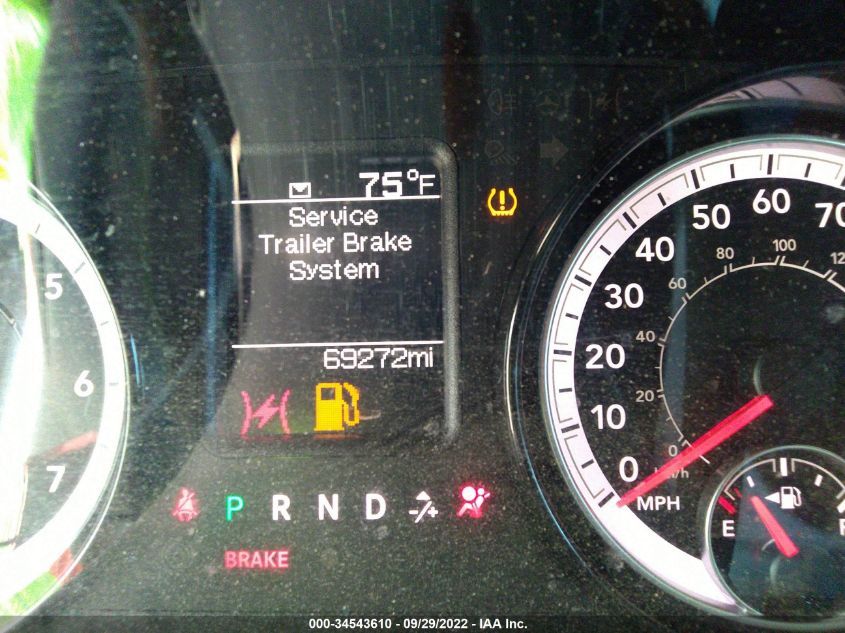 75°F
Service
Trailer Brake
System
69272mi
P R N D
BRAKE
5
6
7
0
10
20
30
40
50
60
70
0
20
40
60
80
100
km/h
MPH
E
000-34543610 - 09/29/2022 - IAA Inc.